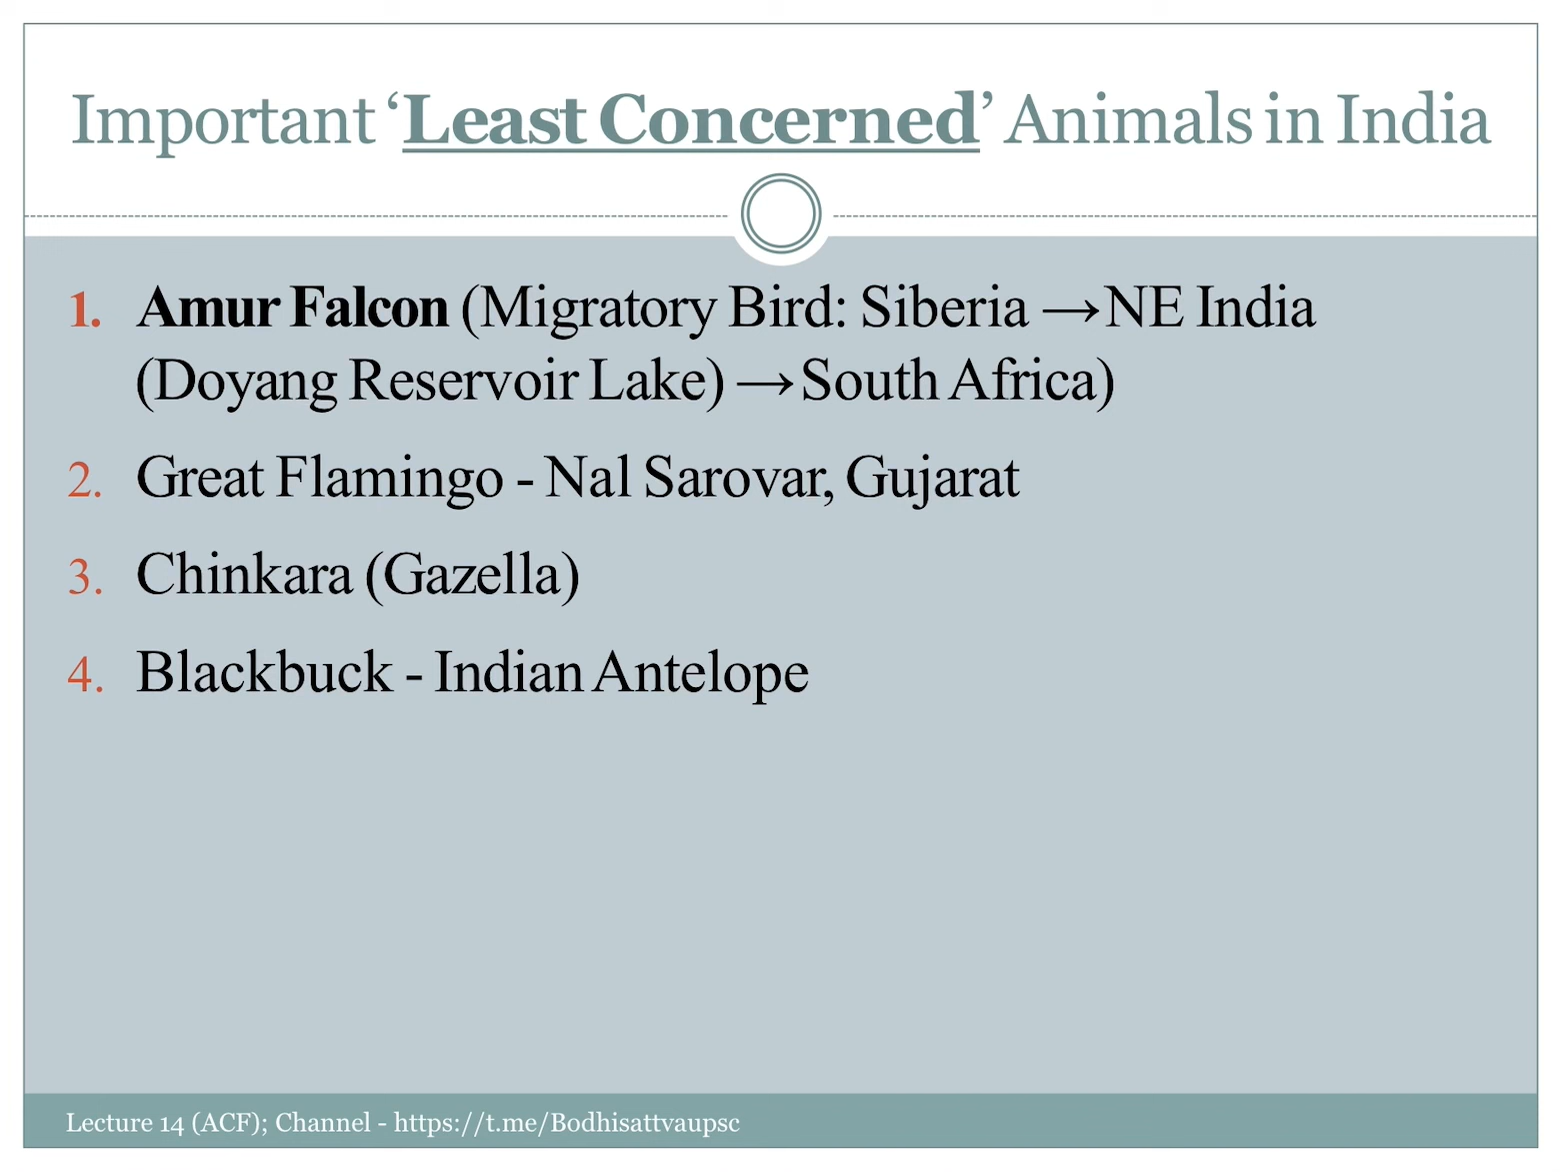 Important ‘Least Concerned’ Animals in India
1. Amur Falcon (Migratory Bird: Siberia →NE India
(Doyang Reservoir Lake) →South Africa)
2. Great Flamingo - Nal Sarovar, Gujarat
3. Chinkara (Gazella)
4. Blackbuck - Indian Antelope
Lecture 14 (ACF); Channel - https://t.me/Bodhisattvaupsc